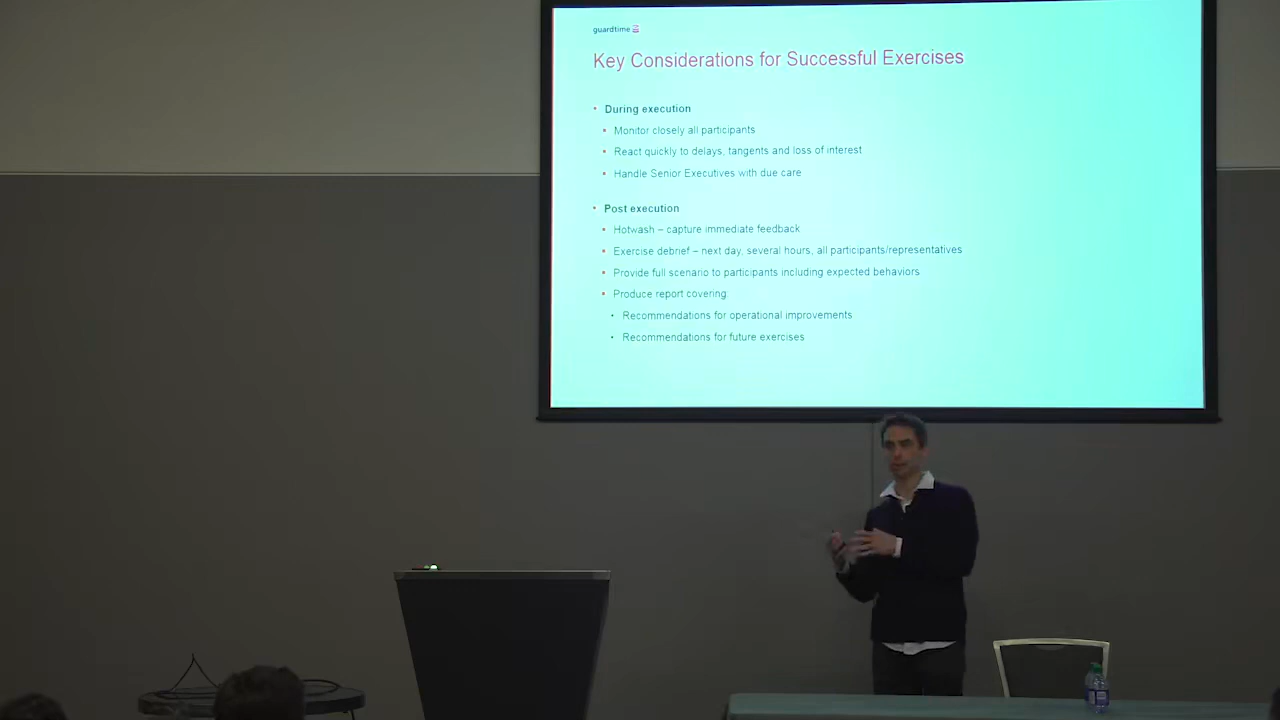 guardtime
Key Considerations for Successful Exercises
During execution
Monitor closely all participants
React quickly to delays, tangents and loss of interest
Handle Senior Executives with due care
Post execution
Hotwash – capture immediate feedback
Exercise debrief – next day, several hours, all participants/representatives
Provide full scenario to participants including expected behaviors
Produce report covering:
Recommendations for operational improvements
Recommendations for future exercises